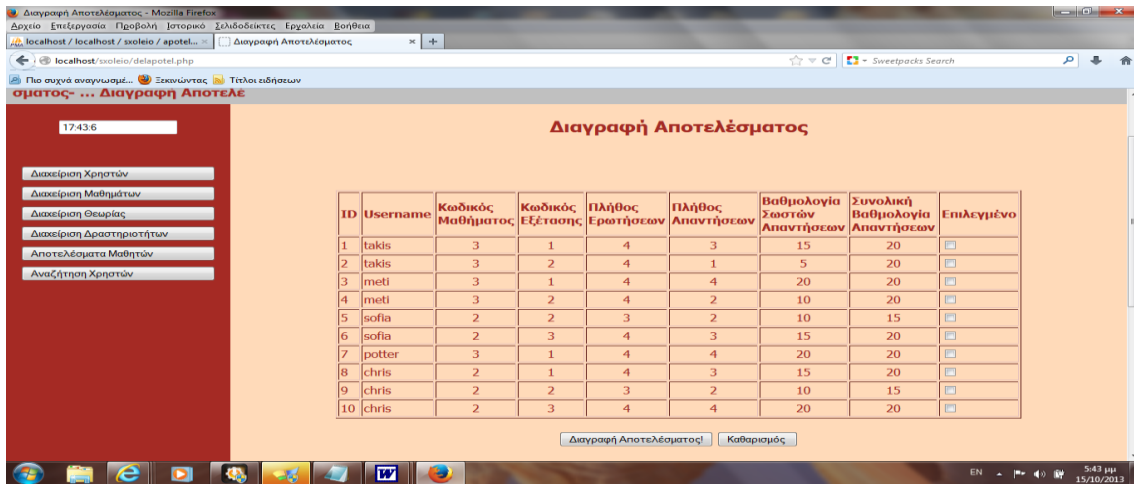 Διαγραφή Αποτελέσματος - Mozilla Firefox
Αρχείο Επεξεργασία Προβολή Ιστορικό Σελιδοδείκτες Εργαλεία Βοήθεια
localhost / localhost / sxoleio / apotel...
Διαγραφή Αποτελέσματος
localhost/sxoleio/delapotel.php
Sweetpacks Search
Πιο συχνά αναγνωσμέ... Ξεκινώντας Τίτλοι ειδήσεων
σματος- ... Διαγραφή Αποτελέ
17:43:6
Διαχείριση Χρηστών
Διαχείριση Μαθημάτων
Διαχείριση Θεωρίας
Διαχείριση Δραστηριοτήτων
Αποτελέσματα Μαθητών
Αναζήτηση Χρηστών
Διαγραφή Αποτελέσματος
ID Username Κωδικός Μαθήματος Κωδικός Εξέτασης Πλήθος Ερωτήσεων Πλήθος Απαντήσεων Βαθμολογία Σωστών Απαντήσεων Συνολική Βαθμολογία Απαντήσεων Επιλεγμένο
1 takis 3 1 4 3 15 20
2 takis 3 2 4 1 5 20
3 meti 3 1 4 4 20 20
4 meti 3 2 4 2 10 20
5 sofia 2 2 3 2 10 15
6 sofia 2 3 4 3 15 20
7 potter 3 1 4 4 20 20
8 chris 2 1 4 3 15 20
9 chris 2 2 3 2 10 15
10 chris 2 3 4 4 20 20
Διαγραφή Αποτελέσματος! Καθαρισμός
EN 5:43 μμ
15/10/2013